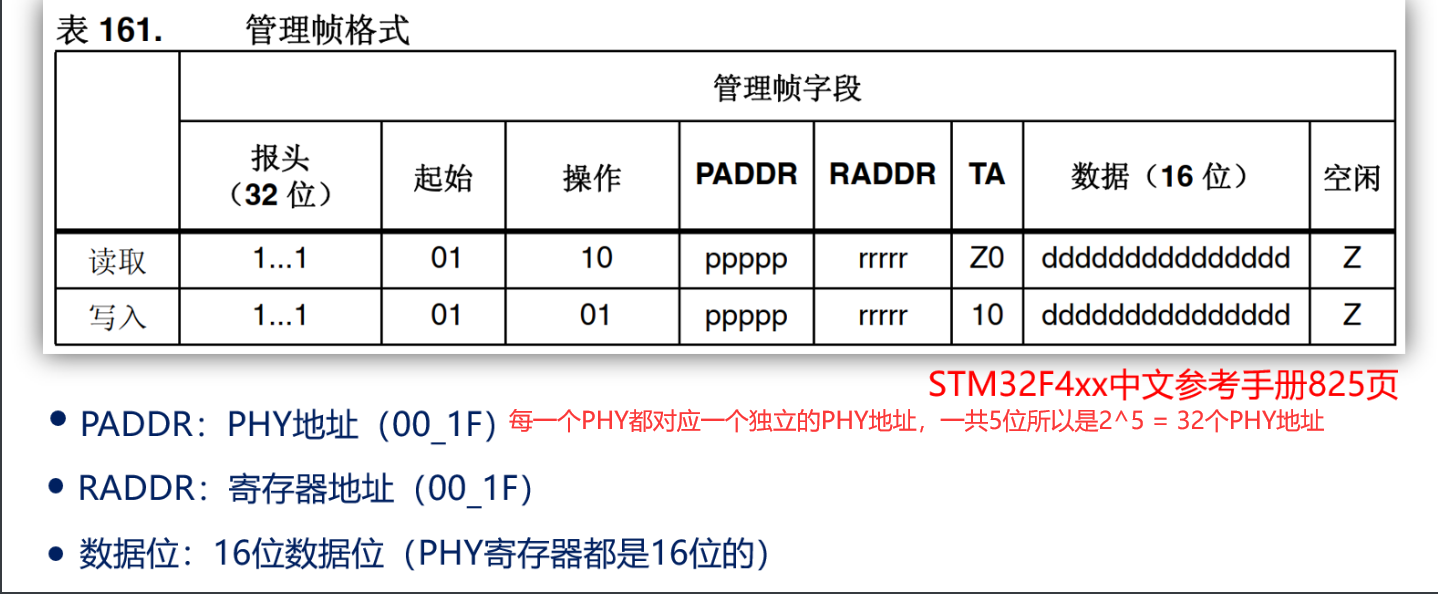 表 161. 管理帧格式
管理帧字段
报头（32 位） 起始 操作 PADDR RADDR TA 数据（16 位） 空闲
读取 1...1 01 10 ppppp rrrrr Z0 ddddddddddddddd Z
写入 1...1 01 01 ppppp rrrrr 10 ddddddddddddddd Z
STM32F4xx中文参考手册825页
• PADDR：PHY地址（00_1F）每一个PHY都对应一个独立的PHY地址，一共5位所以是2^5 = 32个PHY地址
• RADDR：寄存器地址（00_1F）
• 数据位：16位数据位（PHY寄存器都是16位的）